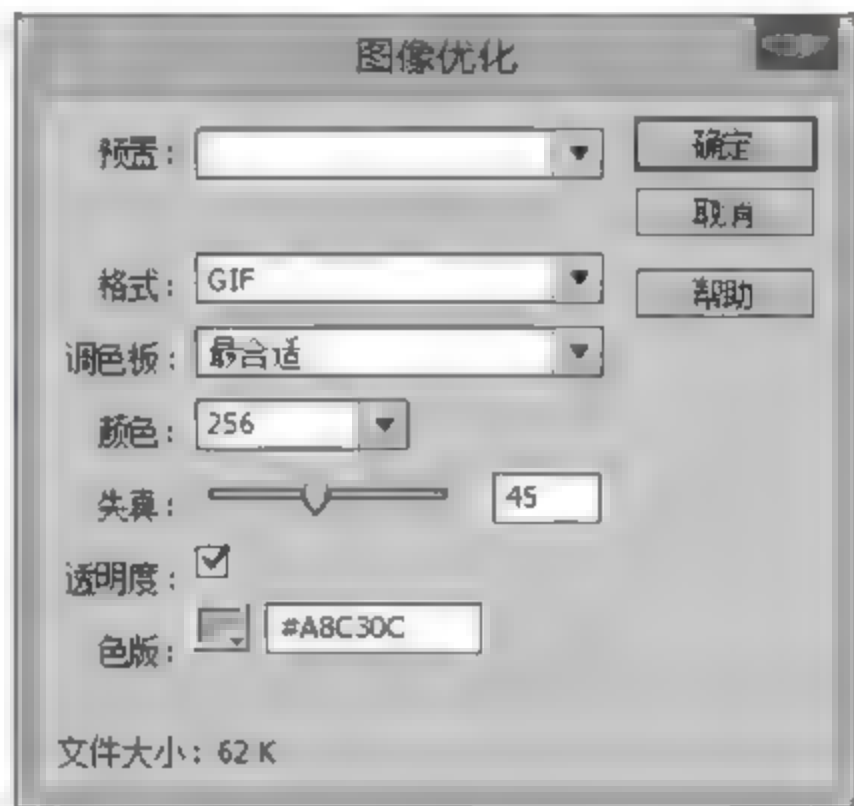 图像优化
预置：
确定
取消
格式：GIF
帮助
调色板：最合适
颜色：256
失真：45
透明度：
色版：#A8C30C
文件大小：62 K